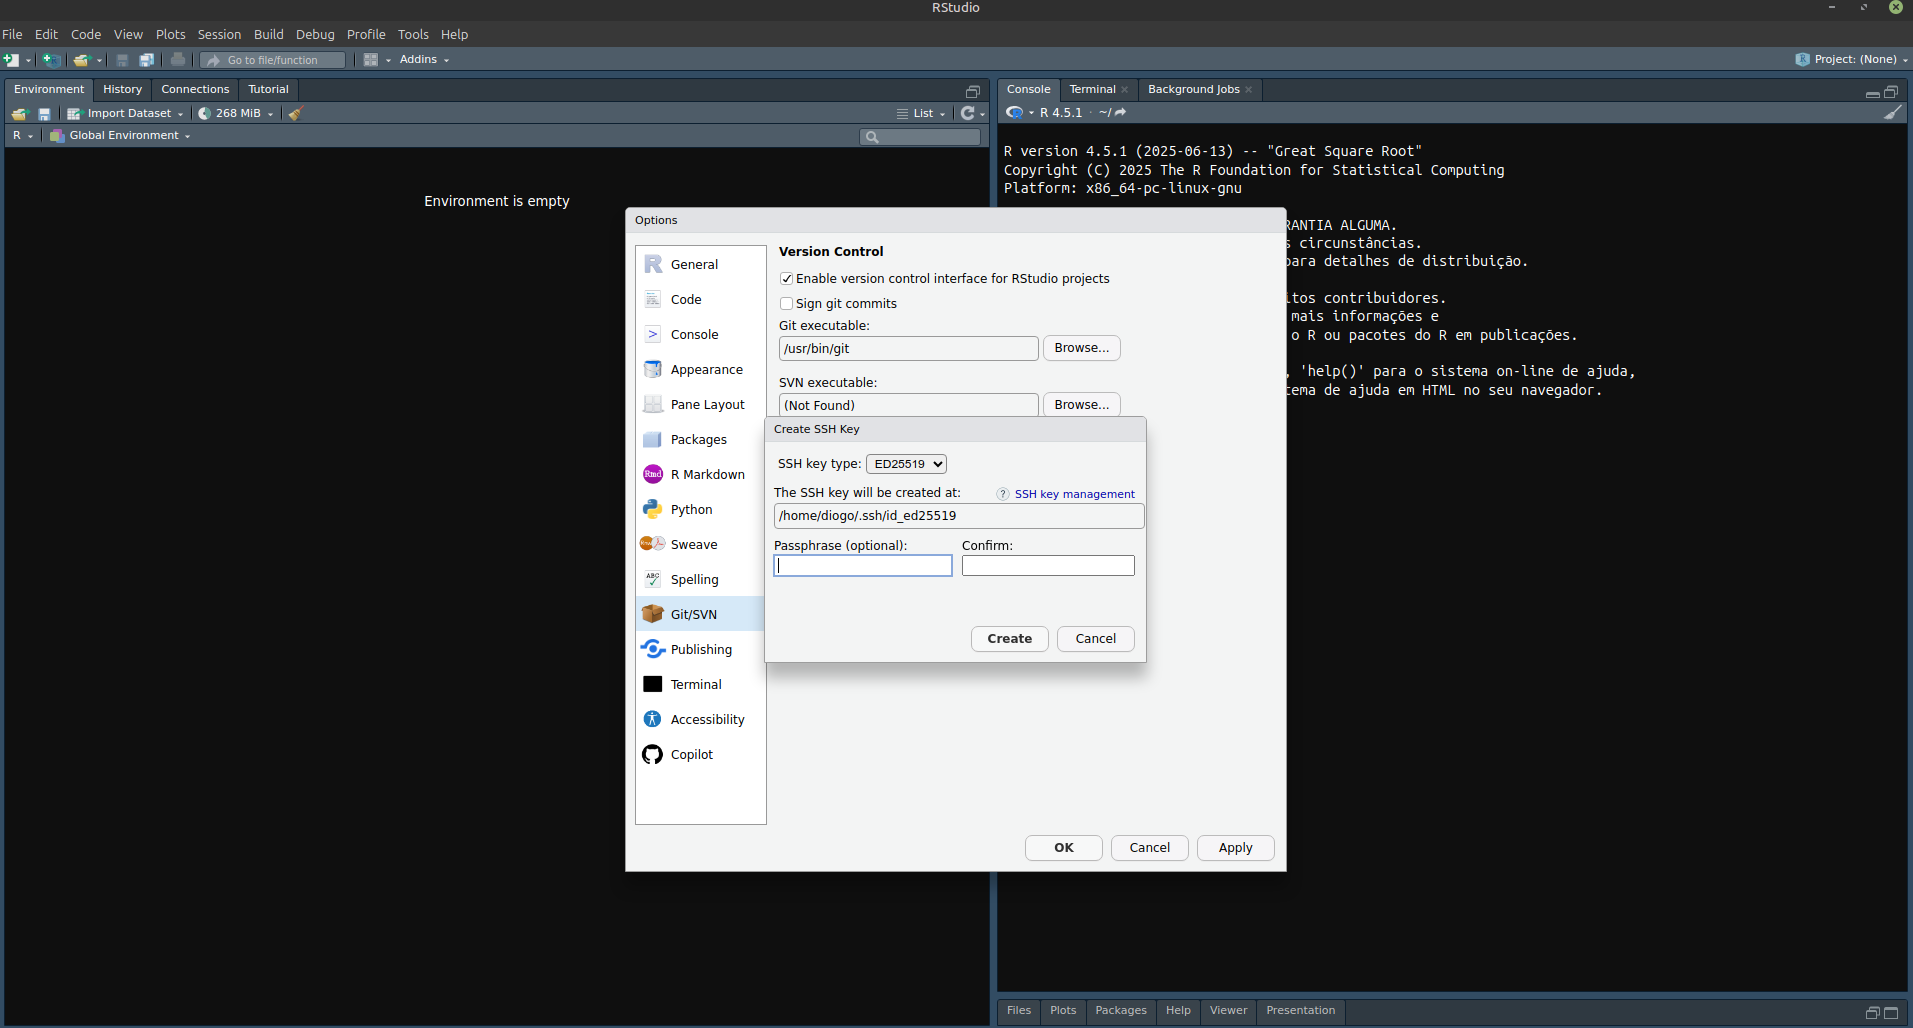 RStudio
File Edit Code View Plots Session Build Debug Profile Tools Help
Go to file/function Addins Project: (None)
Environment History Connections Tutorial
Import Dataset 268 MiB List
R Global Environment
Environment is empty
Console Terminal Background Jobs
R 4.5.1 · ~/
R version 4.5.1 (2025-06-13) -- "Great Square Root"
Copyright (C) 2025 The R Foundation for Statistical Computing
Platform: x86_64-pc-linux-gnu
RANTIA ALGUMA.
s circunstâncias.
para detalhes de distribuição.
itos contribuidores.
mais informações e
o R ou pacotes do R em publicações.
, 'help()' para o sistema on-line de ajuda,
tema de ajuda em HTML no seu navegador.
Options
General
Code
Console
Appearance
Pane Layout
Packages
Rmd R Markdown
Python
Sweave
ABC Spelling
Git/SVN
Publishing
Terminal
Accessibility
Copilot
Version Control
Enable version control interface for RStudio projects
Sign git commits
Git executable:
/usr/bin/git Browse...
SVN executable:
(Not Found) Browse...
Create SSH Key
SSH key type: ED25519
The SSH key will be created at: ? SSH key management
/home/diogo/.ssh/id_ed25519
Passphrase (optional): Confirm:
Create Cancel
OK Cancel Apply
Files Plots Packages Help Viewer Presentation